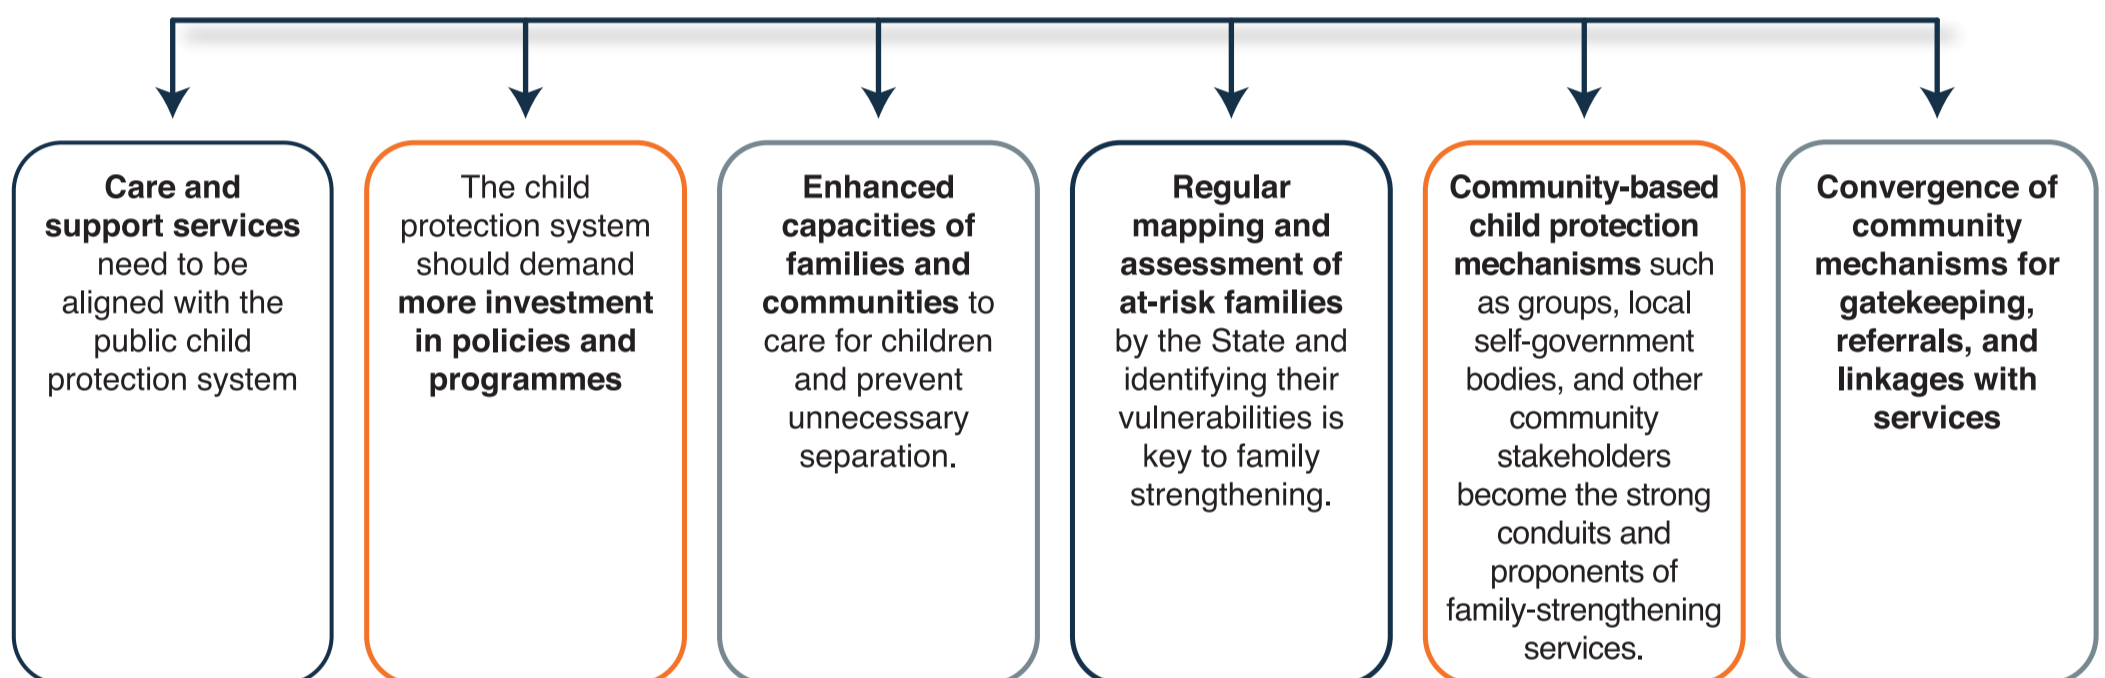 Care and
support services
need to be
aligned with the
public child
protection system
The child
protection system
should demand
more investment
in policies and
programmes
Enhanced
capacities of
families and
communities to
care for children
and prevent
unnecessary
separation.
Regular
mapping and
assessment of
at-risk families
by the State and
identifying their
vulnerabilities is
key to family
strengthening.
Community-based
child protection
mechanisms such
as groups, local
self-government
bodies, and other
community
stakeholders
become the strong
conduits and
proponents of
family-strengthening
services.
Convergence of
community
mechanisms for
gatekeeping,
referrals, and
linkages with
services